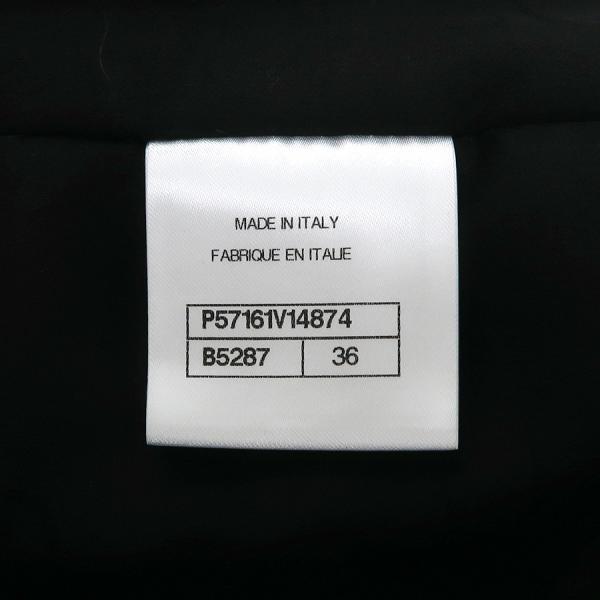 MADE IN ITALY
FABRIQUE EN ITALIE
P57161V14874
B5287 36